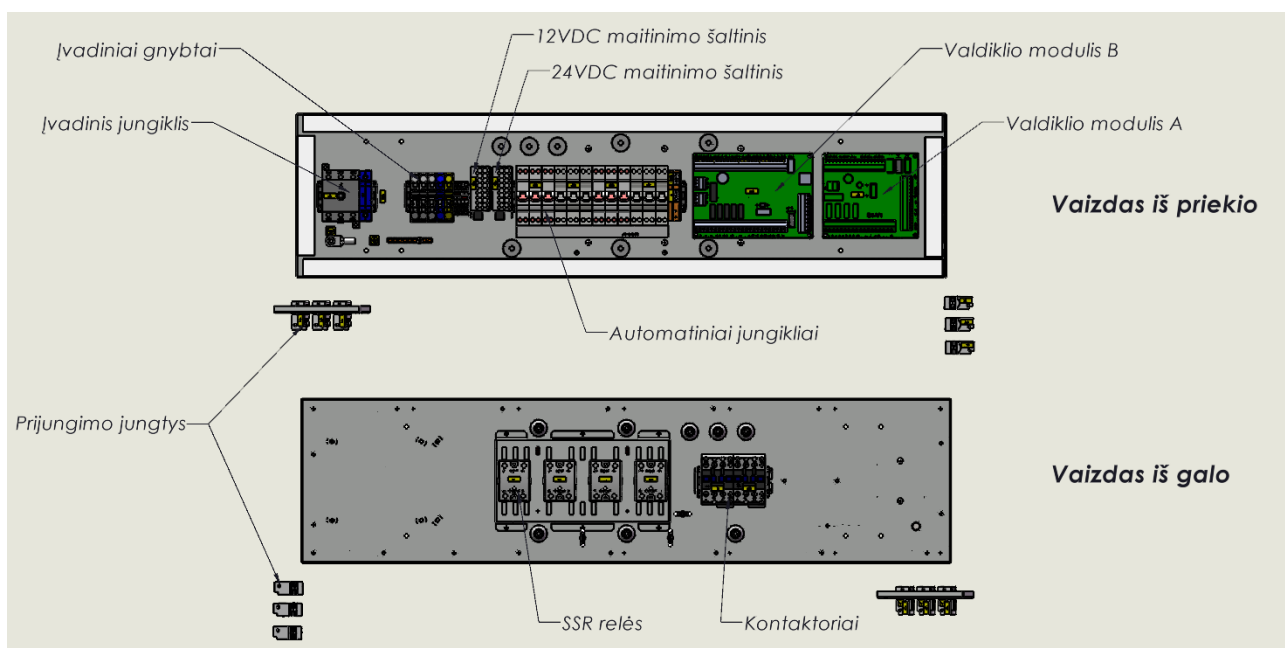 12VDC maitinimo šaltinis
Įvadiniai gnybtai
Valdiklio modulis B
24VDC maitinimo šaltinis
Įvadinis jungiklis
Valdiklio modulis A
Vaizdas iš priekio
Automatiniai jungikliai
Prijungimo jungtys
Vaizdas iš galo
SSR relės
Kontaktoriai